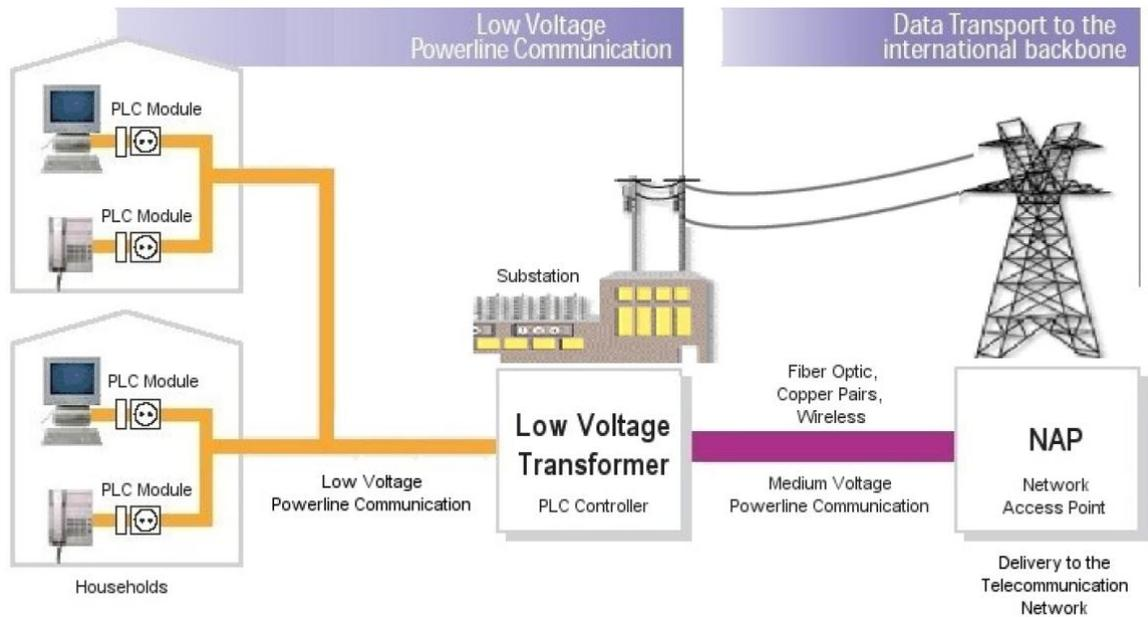 Low Voltage
Powerline Communication
Data Transport to the
international backbone
PLC Module
PLC Module
Substation
PLC Module
PLC Module
Households
Low Voltage
Powerline Communication
Low Voltage
Transformer
PLC Controller
Fiber Optic,
Copper Pairs,
Wireless
Medium Voltage
Powerline Communication
NAP
Network
Access Point
Delivery to the
Telecommunication
Network